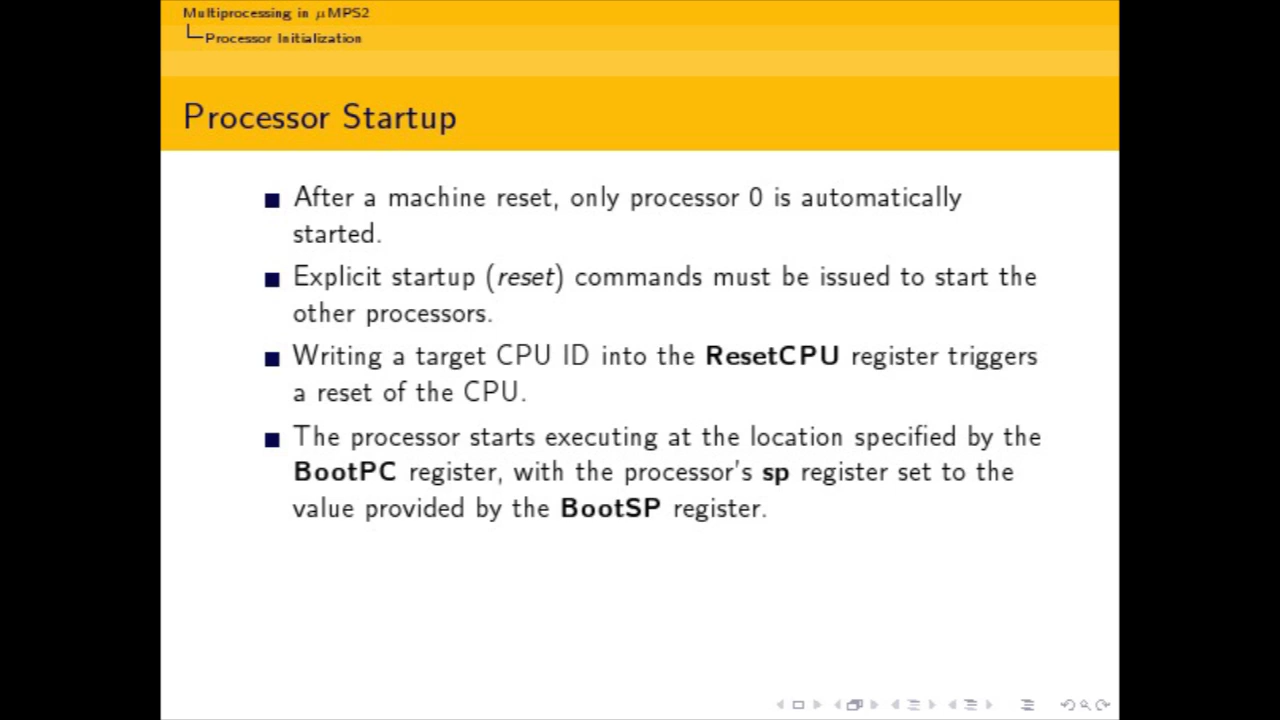 Multiprocessing in μMPS2
Processor Initialization
Processor Startup
After a machine reset, only processor 0 is automatically
started.
Explicit startup (reset) commands must be issued to start the
other processors.
Writing a target CPU ID into the ResetCPU register triggers
a reset of the CPU.
The processor starts executing at the location specified by the
BootPC register, with the processor's sp register set to the
value provided by the BootSP register.